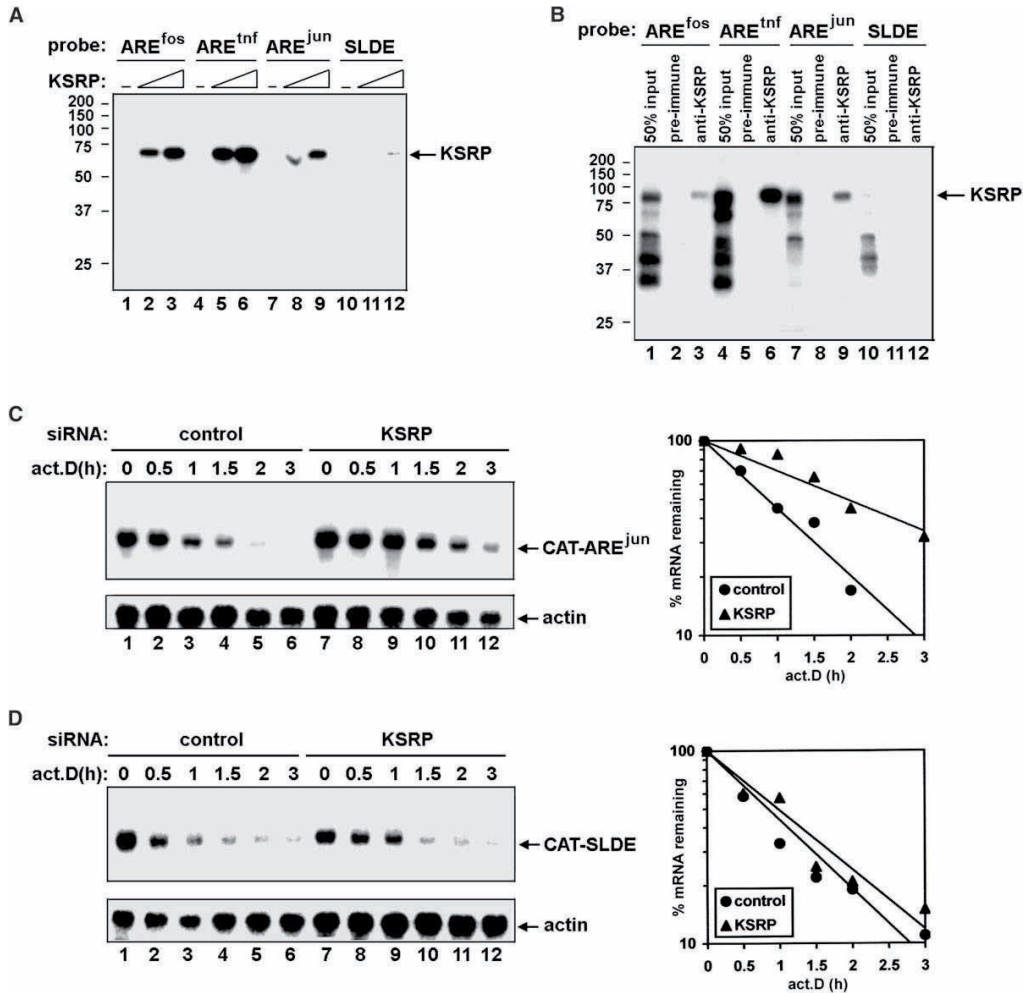 A
probe: ARE fos ARE tnf ARE jun SLDE
KSRP: – – – –
200
150
100
75
50
37
25
KSRP
1 2 3 4 5 6 7 8 9 10 11 12
B
probe: ARE fos ARE tnf ARE jun SLDE
50% input pre-immune anti-KSRP 50% input pre-immune anti-KSRP 50% input pre-immune anti-KSRP 50% input pre-immune anti-KSRP
200
150
100
75
50
37
25
KSRP
1 2 3 4 5 6 7 8 9 10 11 12
C
siRNA: control KSRP
act.D(h): 0 0.5 1 1.5 2 3 0 0.5 1 1.5 2 3
CAT-ARE jun
actin
1 2 3 4 5 6 7 8 9 10 11 12
% mRNA remaining
100
10
control
KSRP
0 0.5 1 1.5 2 2.5 3
act.D (h)
D
siRNA: control KSRP
act.D(h): 0 0.5 1 1.5 2 3 0 0.5 1 1.5 2 3
CAT-SLDE
actin
1 2 3 4 5 6 7 8 9 10 11 12
% mRNA remaining
100
10
control
KSRP
0 0.5 1 1.5 2 2.5 3
act.D (h)